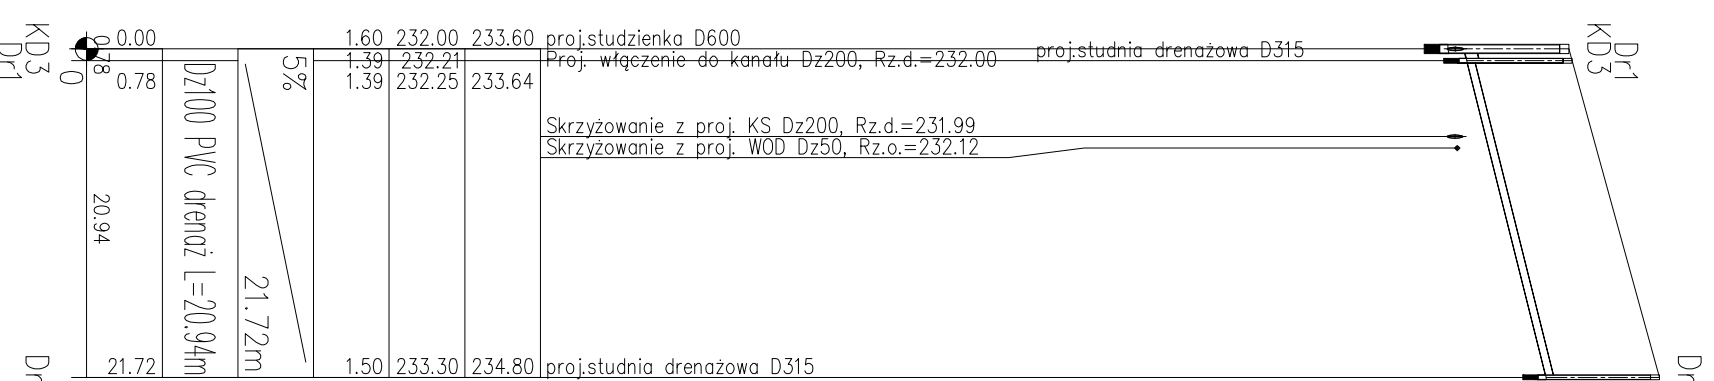 KD3
Dr1
0
0.78
0.00 1.60 232.00 233.60 proj.studzienka D600
1.39 232.21 Proj. włączenie do kanału Dz200, Rz.d.=232.00
proj.studnia drenażowa D315
0.78 1.39 232.25 233.64
Dz100 PVC drenaż L=20.94m
5%
21.72m
20.94
Skrzyżowanie z proj. KS Dz200, Rz.d.=231.99
Skrzyżowanie z proj. WOD Dz50, Rz.o.=232.12
Dr1
KD3
Dr
21.72 1.50 233.30 234.80 proj.studnia drenażowa D315
Dr